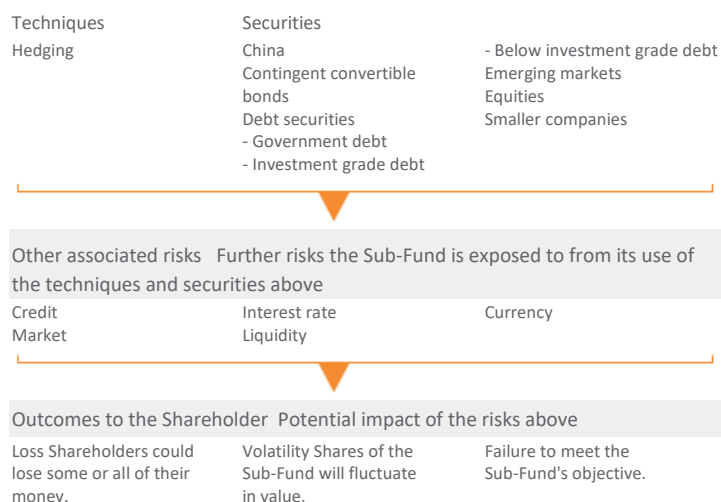 Techniques
Hedging
Securities
China
Contingent convertible
bonds
Debt securities
- Government debt
- Investment grade debt
- Below investment grade debt
Emerging markets
Equities
Smaller companies
Other associated risks Further risks the Sub-Fund is exposed to from its use of
the techniques and securities above
Credit
Market
Interest rate
Liquidity
Currency
Outcomes to the Shareholder Potential impact of the risks above
Loss Shareholders could
lose some or all of their
money.
Volatility Shares of the
Sub-Fund will fluctuate
in value.
Failure to meet the
Sub-Fund's objective.